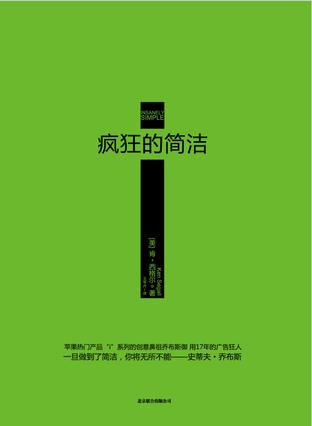 INSANELY
SIMPLE
疯狂的简洁
[美] 肯·西格尔◎著
Ken Segall
苹果热门产品“i”系列的创意鼻祖乔布斯御用17年的广告狂人
一旦做到了简洁，你将无所不能——史蒂夫·乔布斯
北京联合出版公司